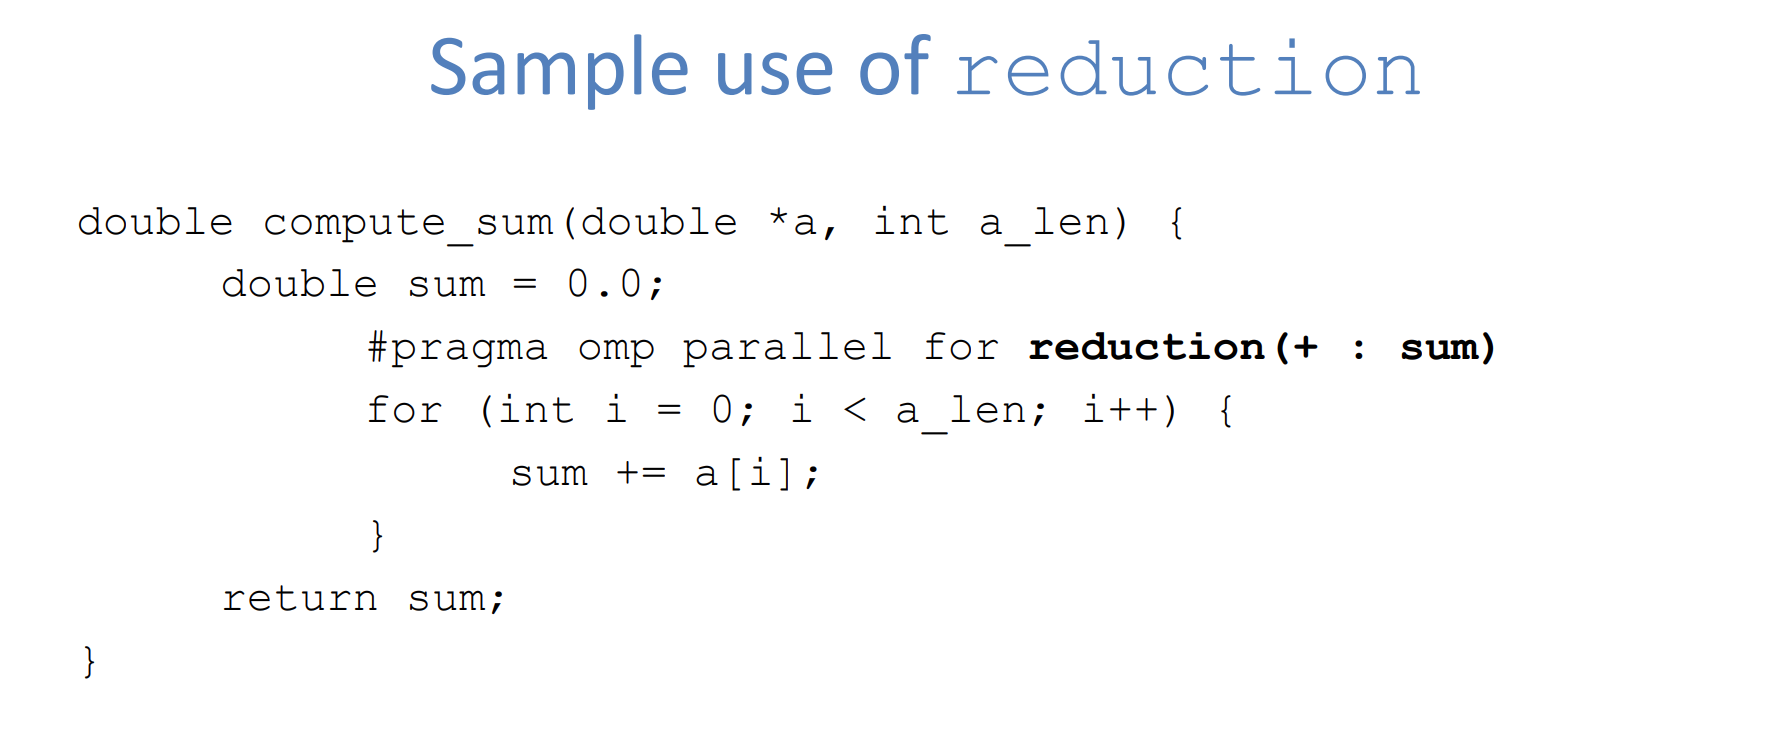 Sample use of reduction
double compute_sum(double *a, int a_len) {
double sum = 0.0;
#pragma omp parallel for reduction(+ : sum)
for (int i = 0; i < a_len; i++) {
sum += a[i];
}
return sum;
}